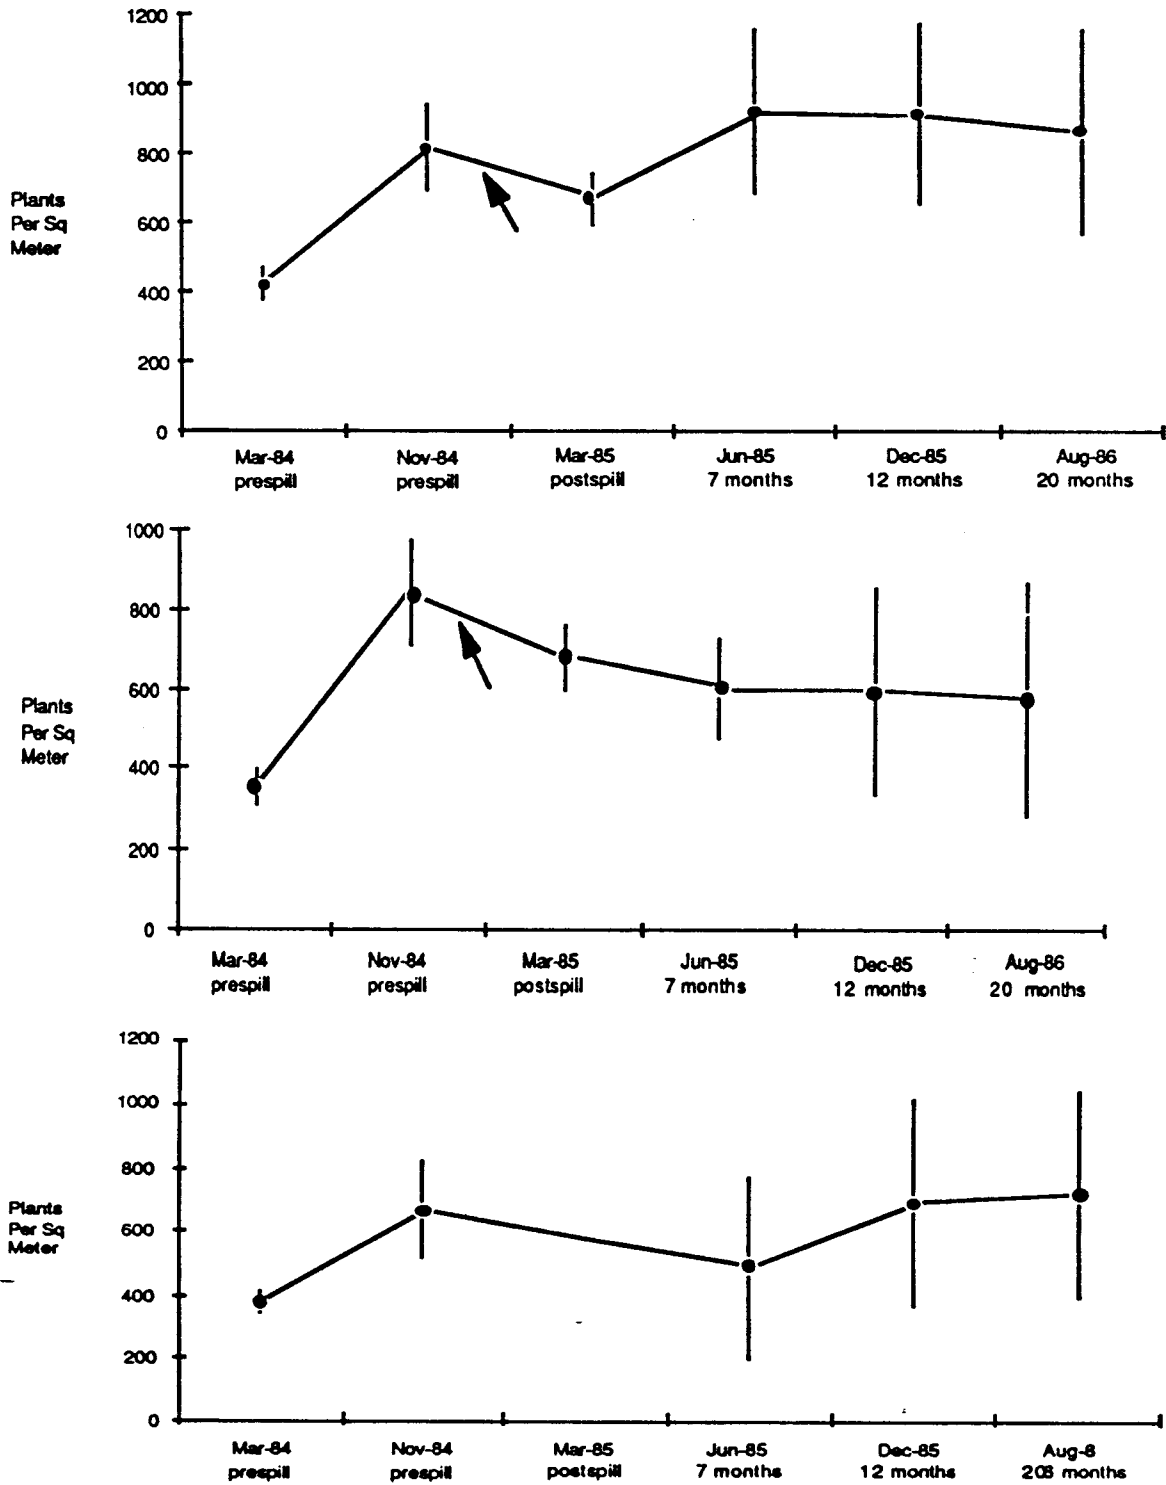 1200
1000
800
600
400
200
0
Plants
Per Sq
Meter
Mar-84 Nov-84 Mar-85 Jun-85 Dec-85 Aug-86
prespill prespill postspill 7 months 12 months 20 months
1000
800
600
400
200
0
Plants
Per Sq
Meter
Mar-84 Nov-84 Mar-85 Jun-85 Dec-85 Aug-86
prespill prespill postspill 7 months 12 months 20 months
1200
1000
800
600
400
200
0
Plants
Per Sq
Meter
Mar-84 Nov-84 Mar-85 Jun-85 Dec-85 Aug-8
prespill prespill postspill 7 months 12 months 208 months